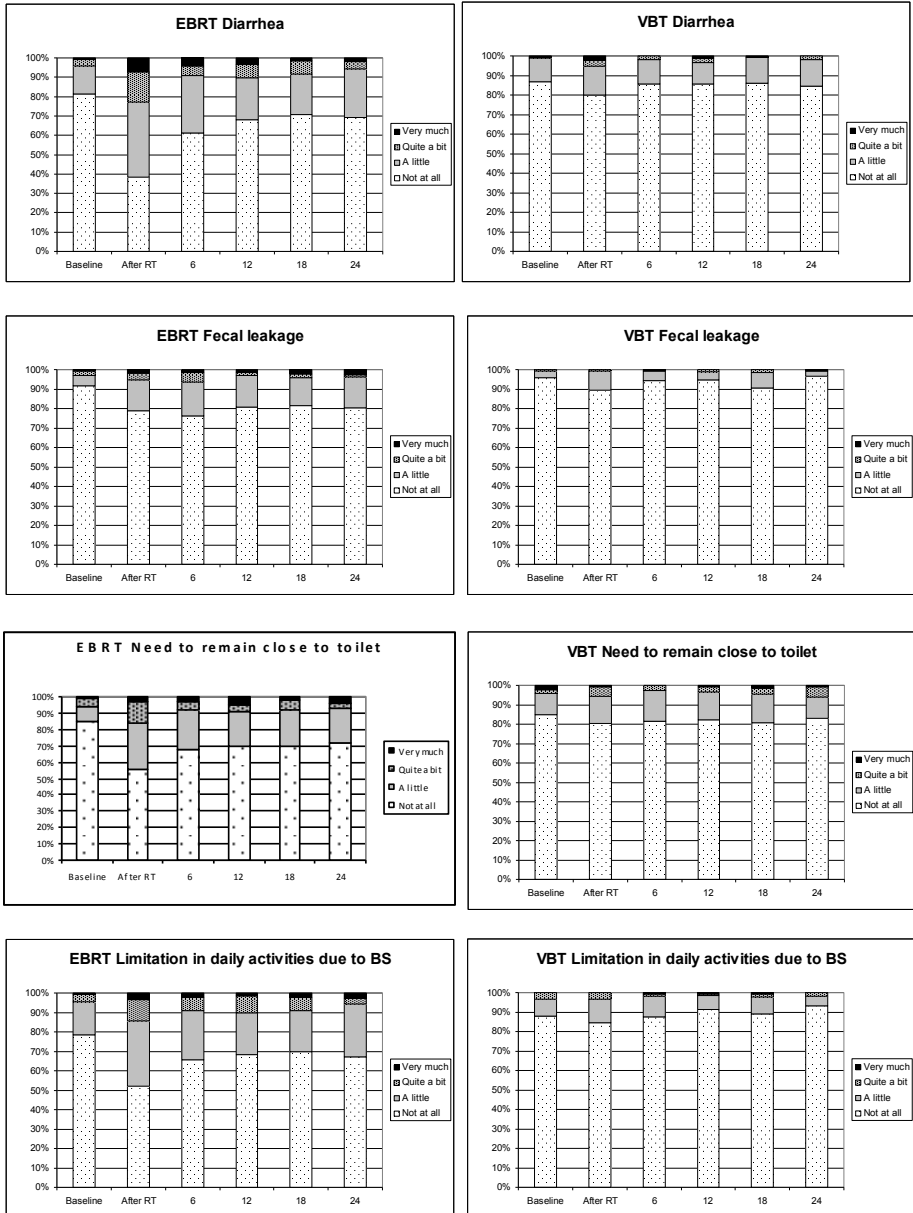 EBRT Diarrhea
100%
90%
80%
70%
60%
50%
40%
30%
20%
10%
0%
Baseline After RT 6 12 18 24
Very much
Quite a bit
A little
Not at all
VBT Diarrhea
100%
90%
80%
70%
60%
50%
40%
30%
20%
10%
0%
Baseline After RT 6 12 18 24
Very much
Quite a bit
A little
Not at all
EBRT Fecal leakage
100%
90%
80%
70%
60%
50%
40%
30%
20%
10%
0%
Baseline After RT 6 12 18 24
Very much
Quite a bit
A little
Not at all
VBT Fecal leakage
100%
90%
80%
70%
60%
50%
40%
30%
20%
10%
0%
Baseline After RT 6 12 18 24
Very much
Quite a bit
A little
Not at all
EBRT Need to remain close to toilet
100%
90%
80%
70%
60%
50%
40%
30%
20%
10%
0%
Baseline After RT 6 12 18 24
Very much
Quite a bit
A little
Not at all
VBT Need to remain close to toilet
100%
90%
80%
70%
60%
50%
40%
30%
20%
10%
0%
Baseline After RT 6 12 18 24
Very much
Quite a bit
A little
Not at all
EBRT Limitation in daily activities due to BS
100%
90%
80%
70%
60%
50%
40%
30%
20%
10%
0%
Baseline After RT 6 12 18 24
Very much
Quite a bit
A little
Not at all
VBT Limitation in daily activities due to BS
100%
90%
80%
70%
60%
50%
40%
30%
20%
10%
0%
Baseline After RT 6 12 18 24
Very much
Quite a bit
A little
Not at all